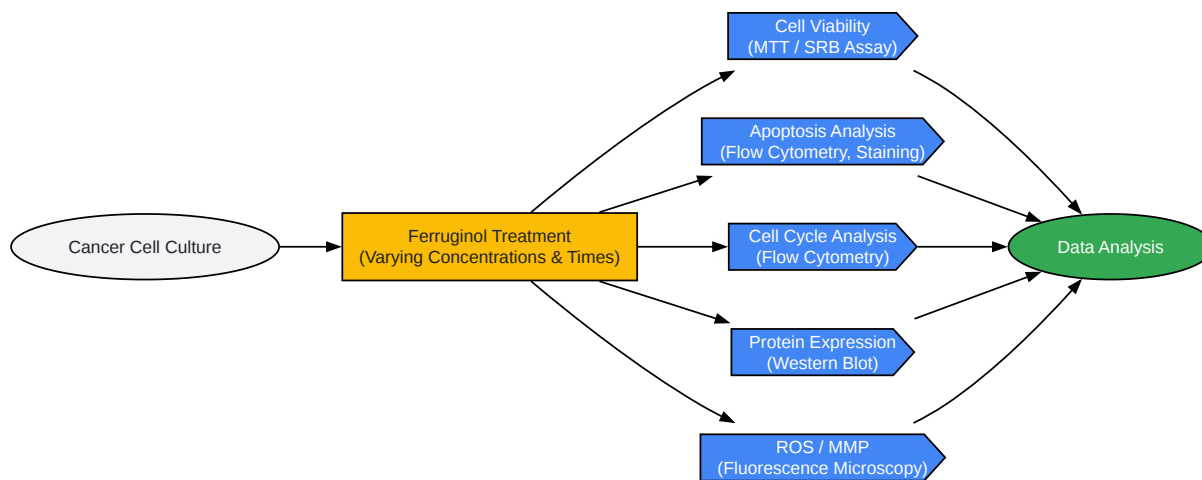 Cancer Cell Culture
Ferruginol Treatment
(Varying Concentrations & Times)
Cell Viability
(MTT / SRB Assay)
Apoptosis Analysis
(Flow Cytometry, Staining)
Cell Cycle Analysis
(Flow Cytometry)
Protein Expression
(Western Blot)
ROS / MMP
(Fluorescence Microscopy)
Data Analysis